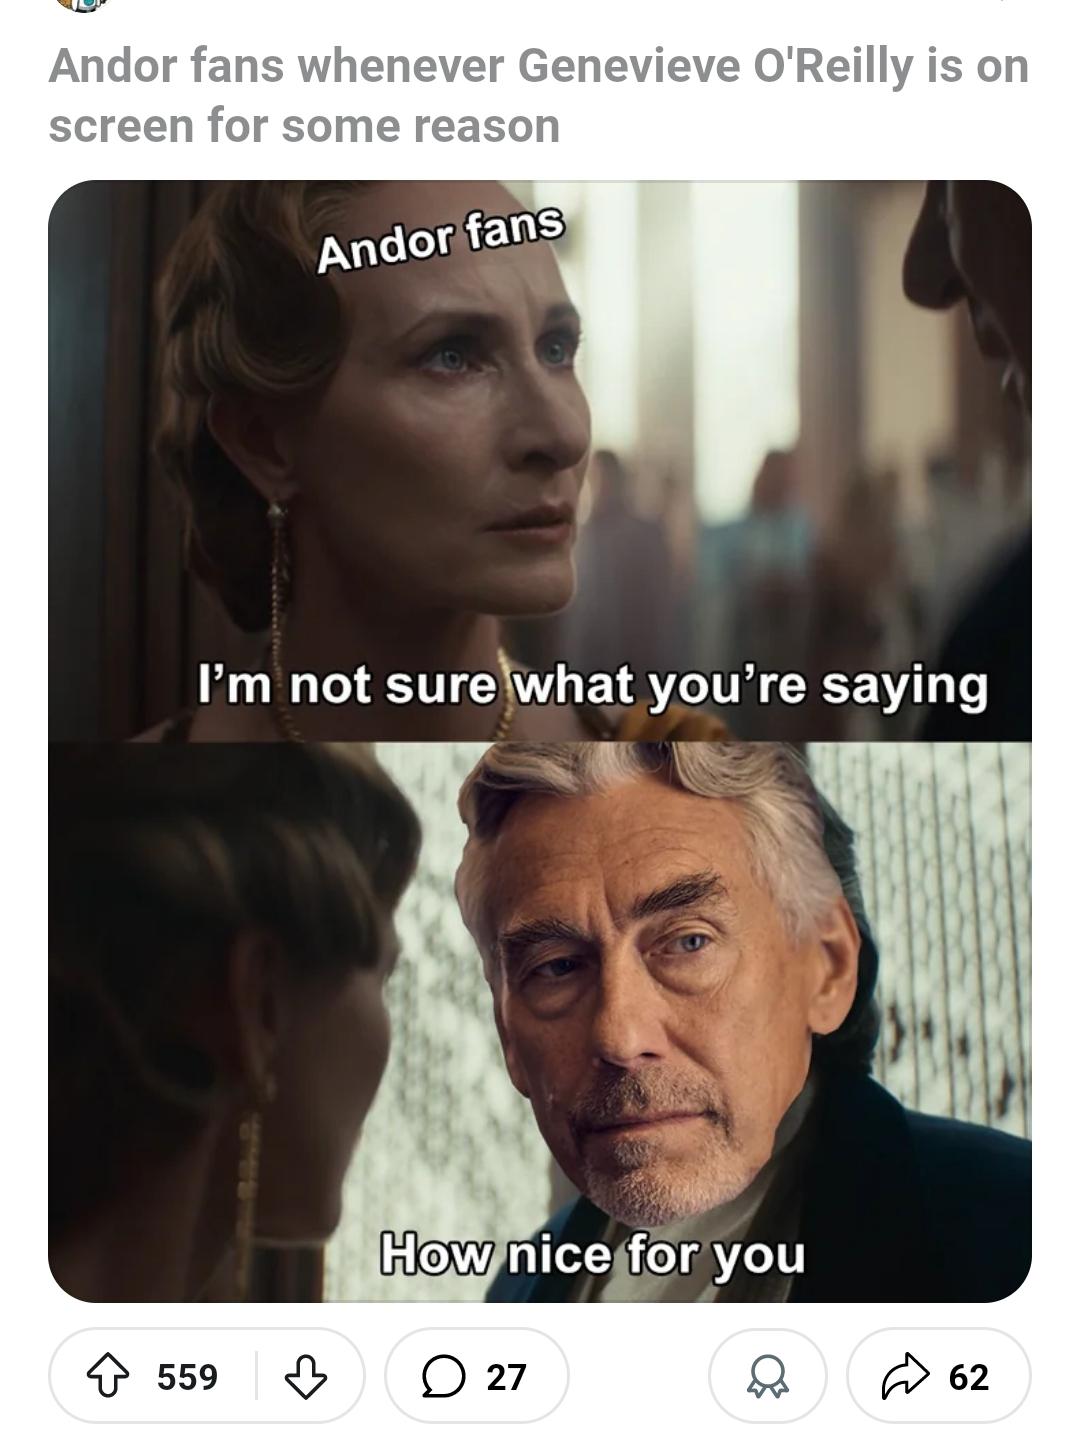 Andor fans whenever Genevieve O'Reilly is on
screen for some reason
Andor fans
I'm not sure what you're saying
How nice for you
559
27
62